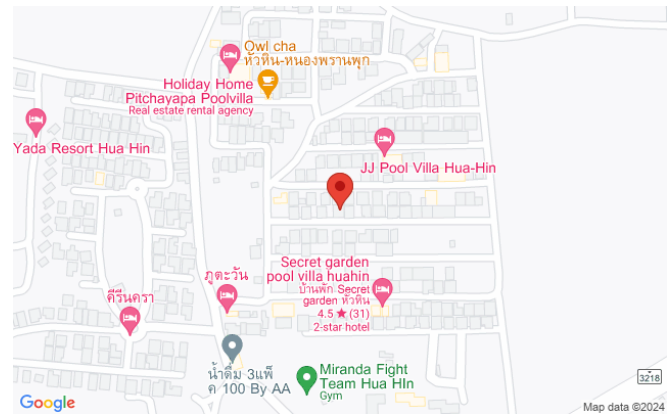 Owl cha
หัวหิน-หนองพรานพุก
Holiday Home
Pitchayapa Poolvilla
Real estate rental agency
Yada Resort Hua Hin
JJ Pool Villa Hua-Hin
Secret garden
pool villa huahin
บ้านพัก Secret
garden หัวหิน
4.5 ★ (31)
2-star hotel
ภูตะวัน
คีรีนครา
น้ำดื่ม 3แพ็
ค 100 By AA
Miranda Fight
Team Hua HIn
Gym
3218
Google
Map data ©2024